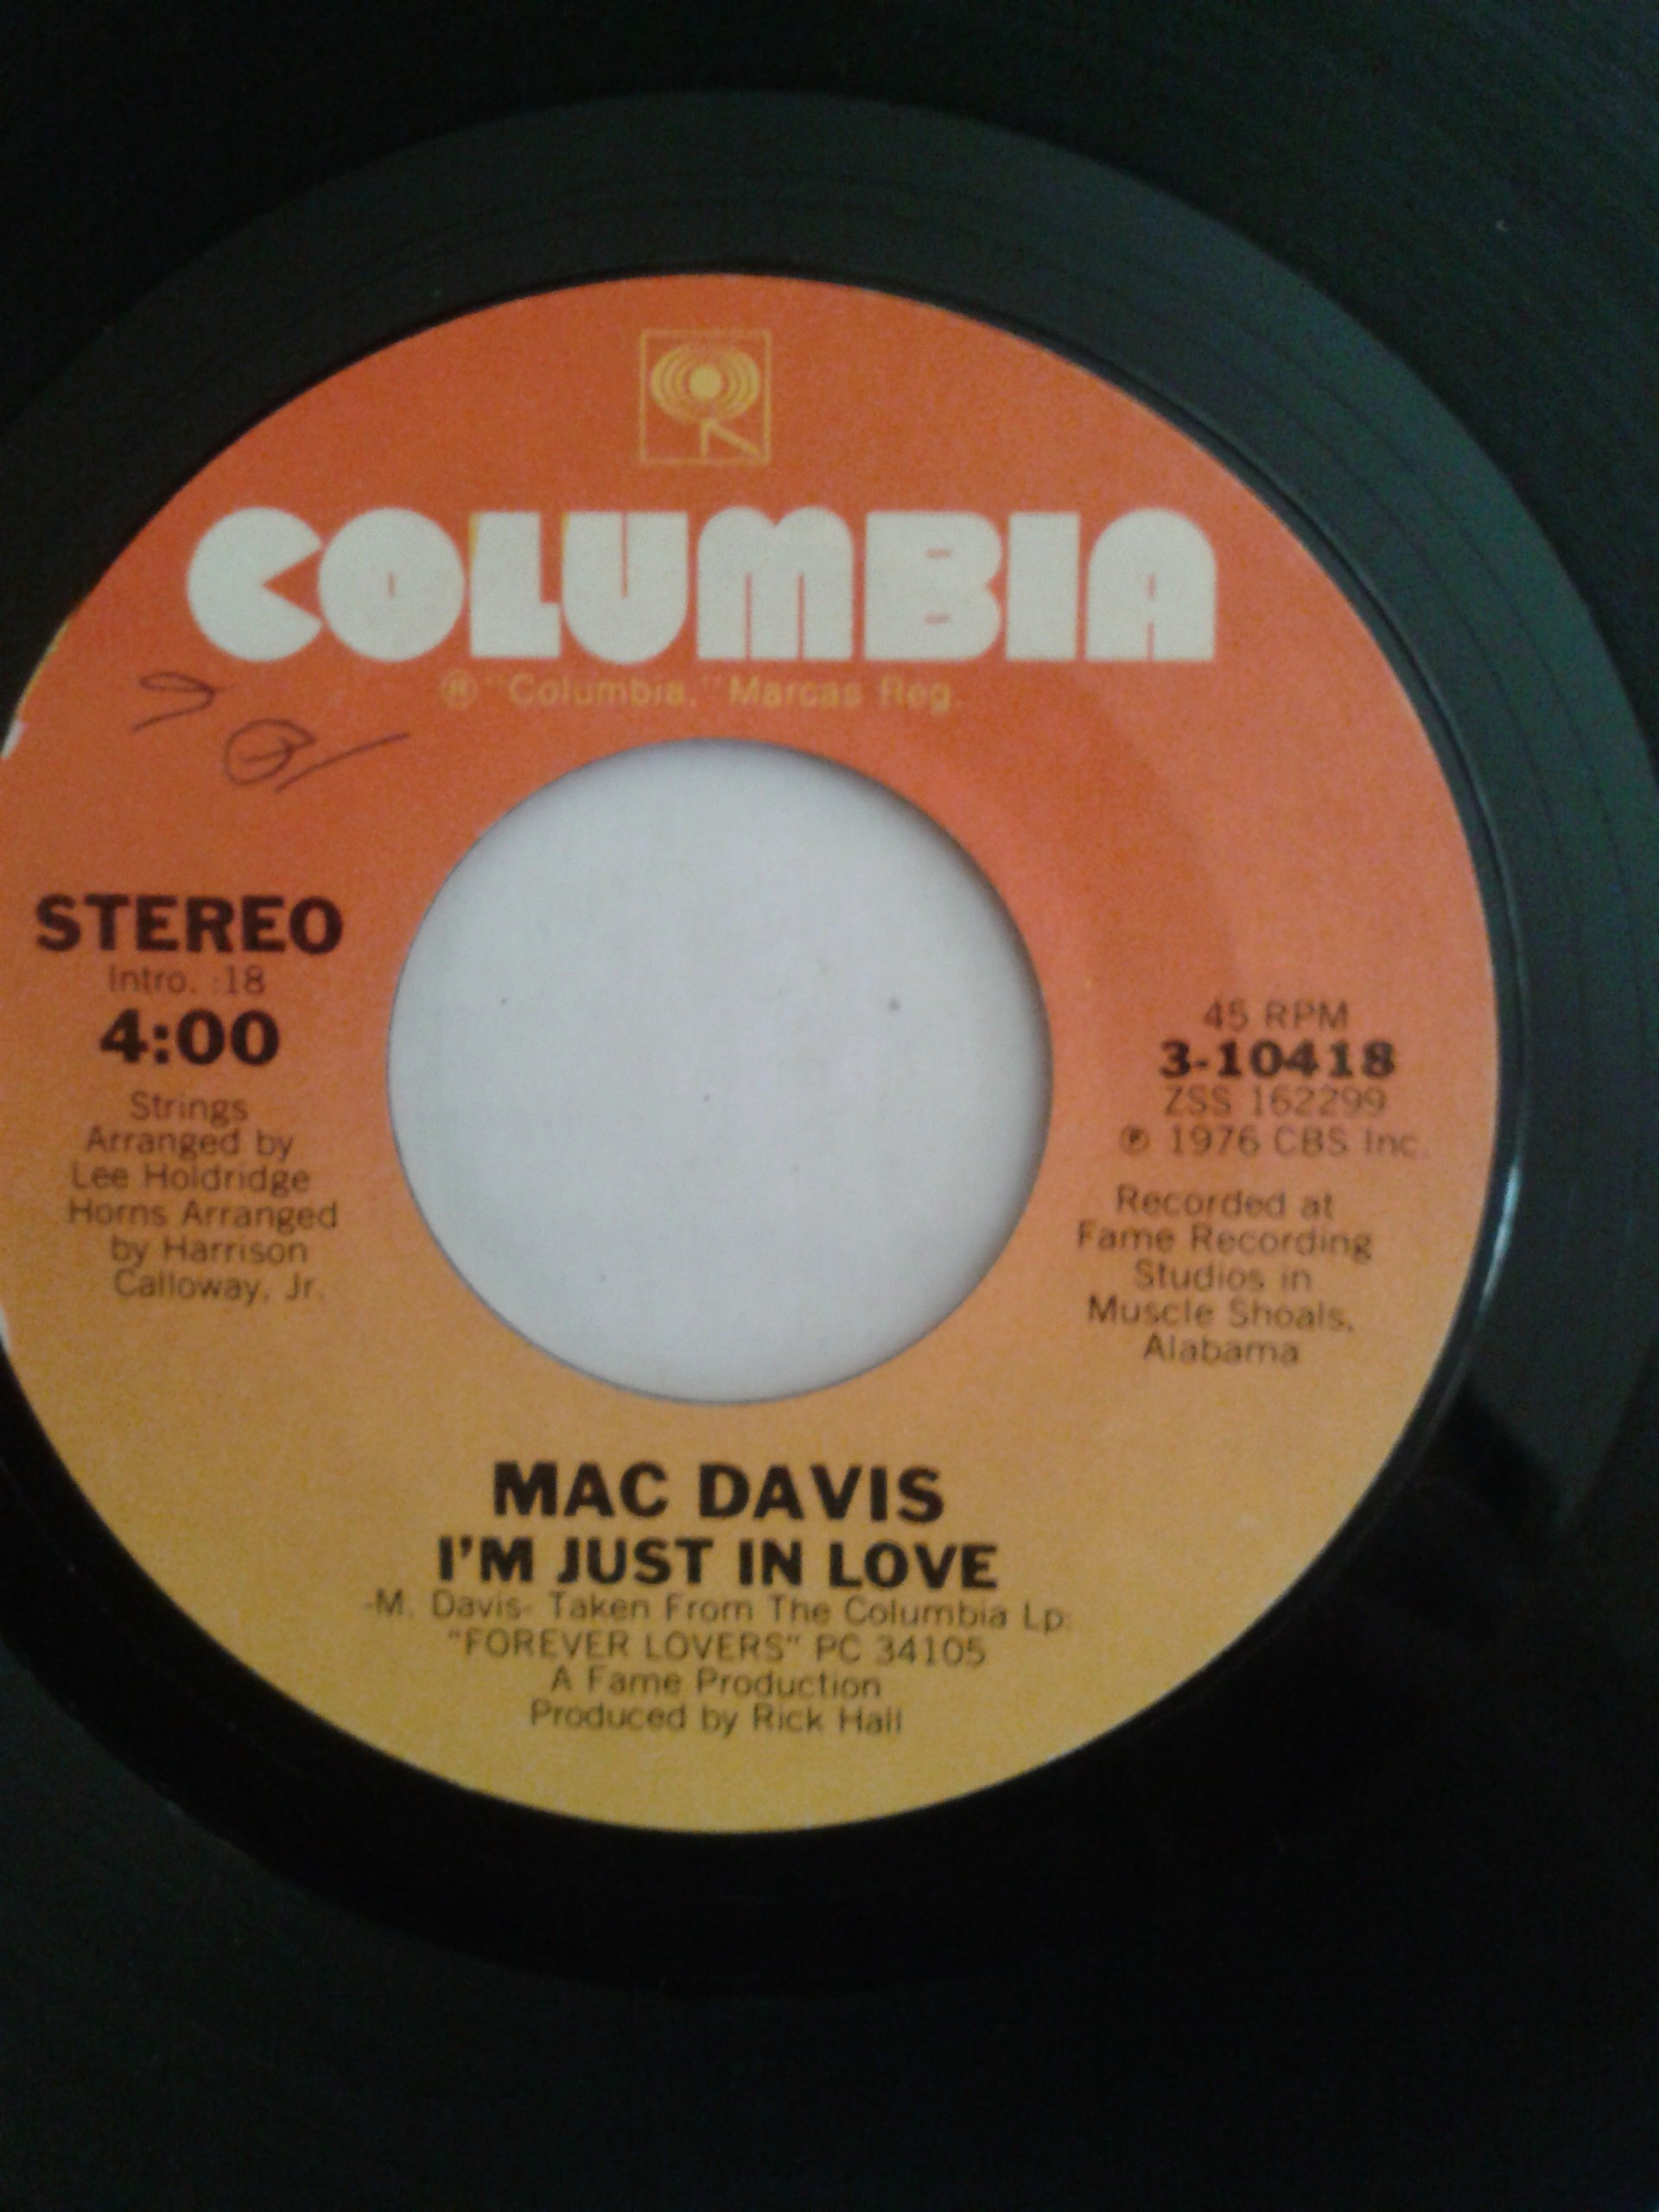 COLUMBIA
® "Columbia," Marcas Reg.
STEREO
Intro. :18
4:00
Strings
Arranged by
Lee Holdridge
Horns Arranged
by Harrison
Calloway, Jr.
45 RPM
3-10418
ZSS 162299
℗ 1976 CBS Inc.
Recorded at
Fame Recording
Studios in
Muscle Shoals,
Alabama
MAC DAVIS
I'M JUST IN LOVE
-M. Davis- Taken From The Columbia Lp:
"FOREVER LOVERS" PC 34105
A Fame Production
Produced by Rick Hall